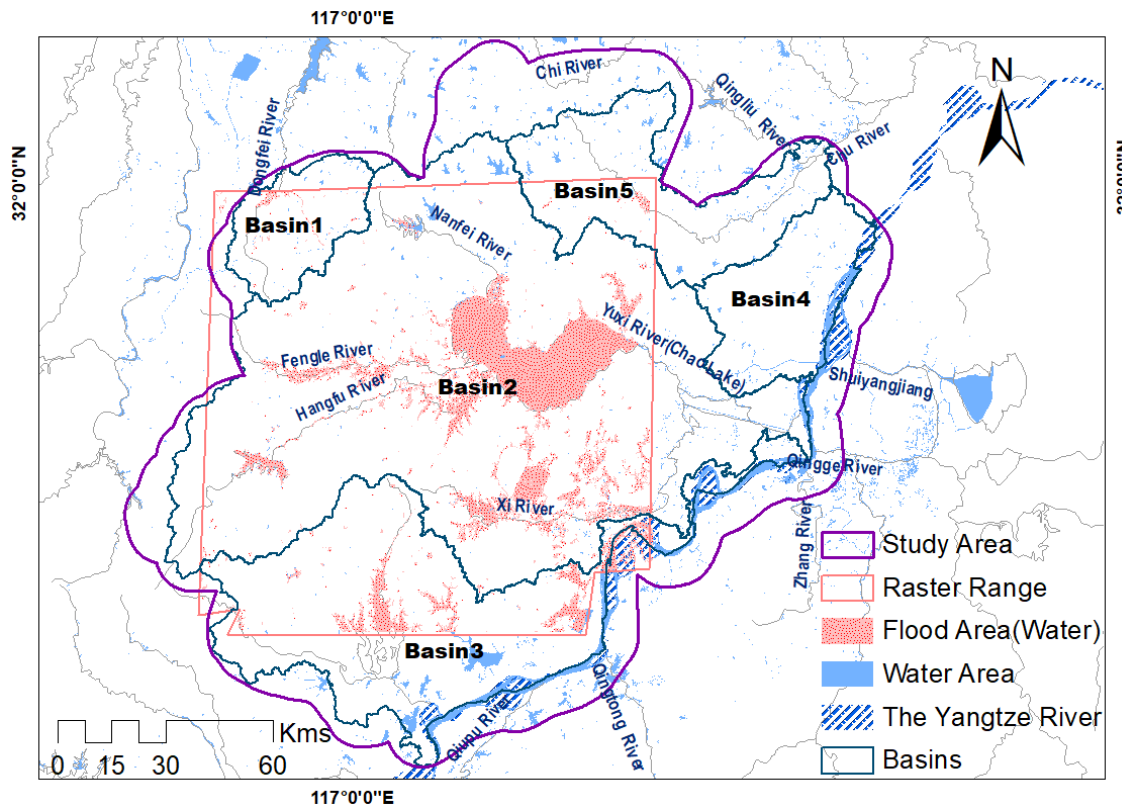 117°0'0"E
Chi River
N
Qingliu River
Chu River
Dongfei River
32°0'0"N
Basin5
Basin1
Nanfei River
Basin4
Yuxi River(Chao Lake)
Fengle River
Shuiyangjiang
Hangfu River
Basin2
Qingge River
Xi River
Zhang River
Study Area
Raster Range
Flood Area(Water)
Basin3
Water Area
Qinglong River
Qiupu River
The Yangtze River
Kms
Basins
0 15 30 60
117°0'0"E